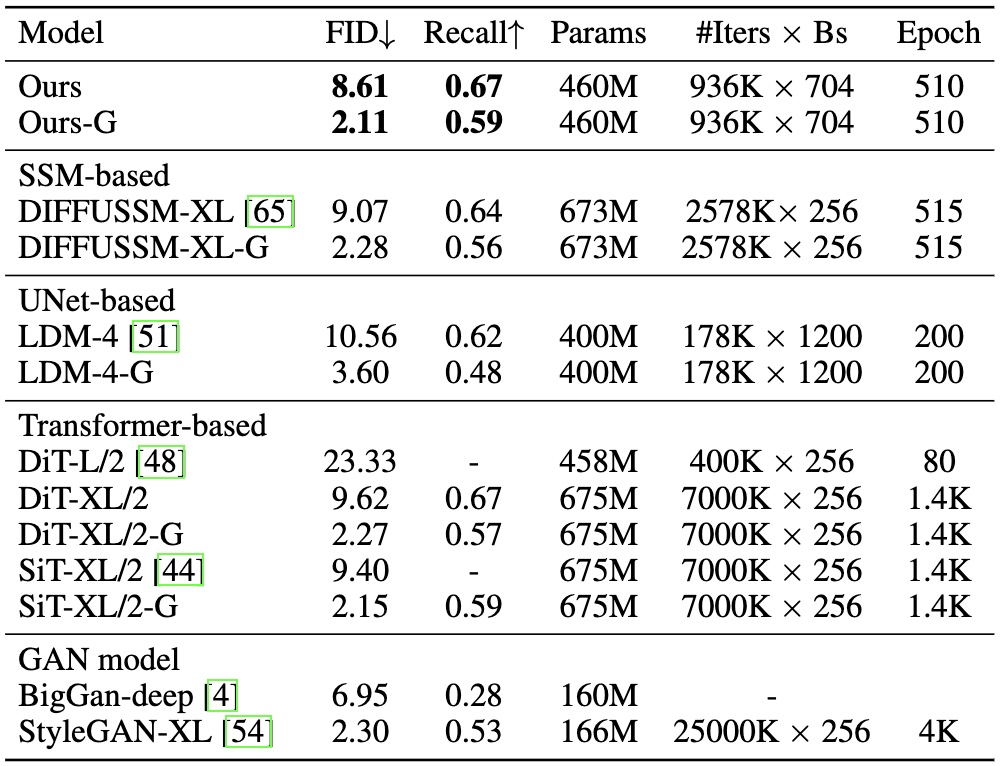 Model FID↓ Recall↑ Params #Iters × Bs Epoch
Ours 8.61 0.67 460M 936K × 704 510
Ours-G 2.11 0.59 460M 936K × 704 510
SSM-based
DIFFUSSM-XL [65] 9.07 0.64 673M 2578K× 256 515
DIFFUSSM-XL-G 2.28 0.56 673M 2578K × 256 515
UNet-based
LDM-4 [51] 10.56 0.62 400M 178K × 1200 200
LDM-4-G 3.60 0.48 400M 178K × 1200 200
Transformer-based
DiT-L/2 [48] 23.33 - 458M 400K × 256 80
DiT-XL/2 9.62 0.67 675M 7000K × 256 1.4K
DiT-XL/2-G 2.27 0.57 675M 7000K × 256 1.4K
SiT-XL/2 [44] 9.40 - 675M 7000K × 256 1.4K
SiT-XL/2-G 2.15 0.59 675M 7000K × 256 1.4K
GAN model
BigGan-deep [4] 6.95 0.28 160M -
StyleGAN-XL [54] 2.30 0.53 166M 25000K × 256 4K